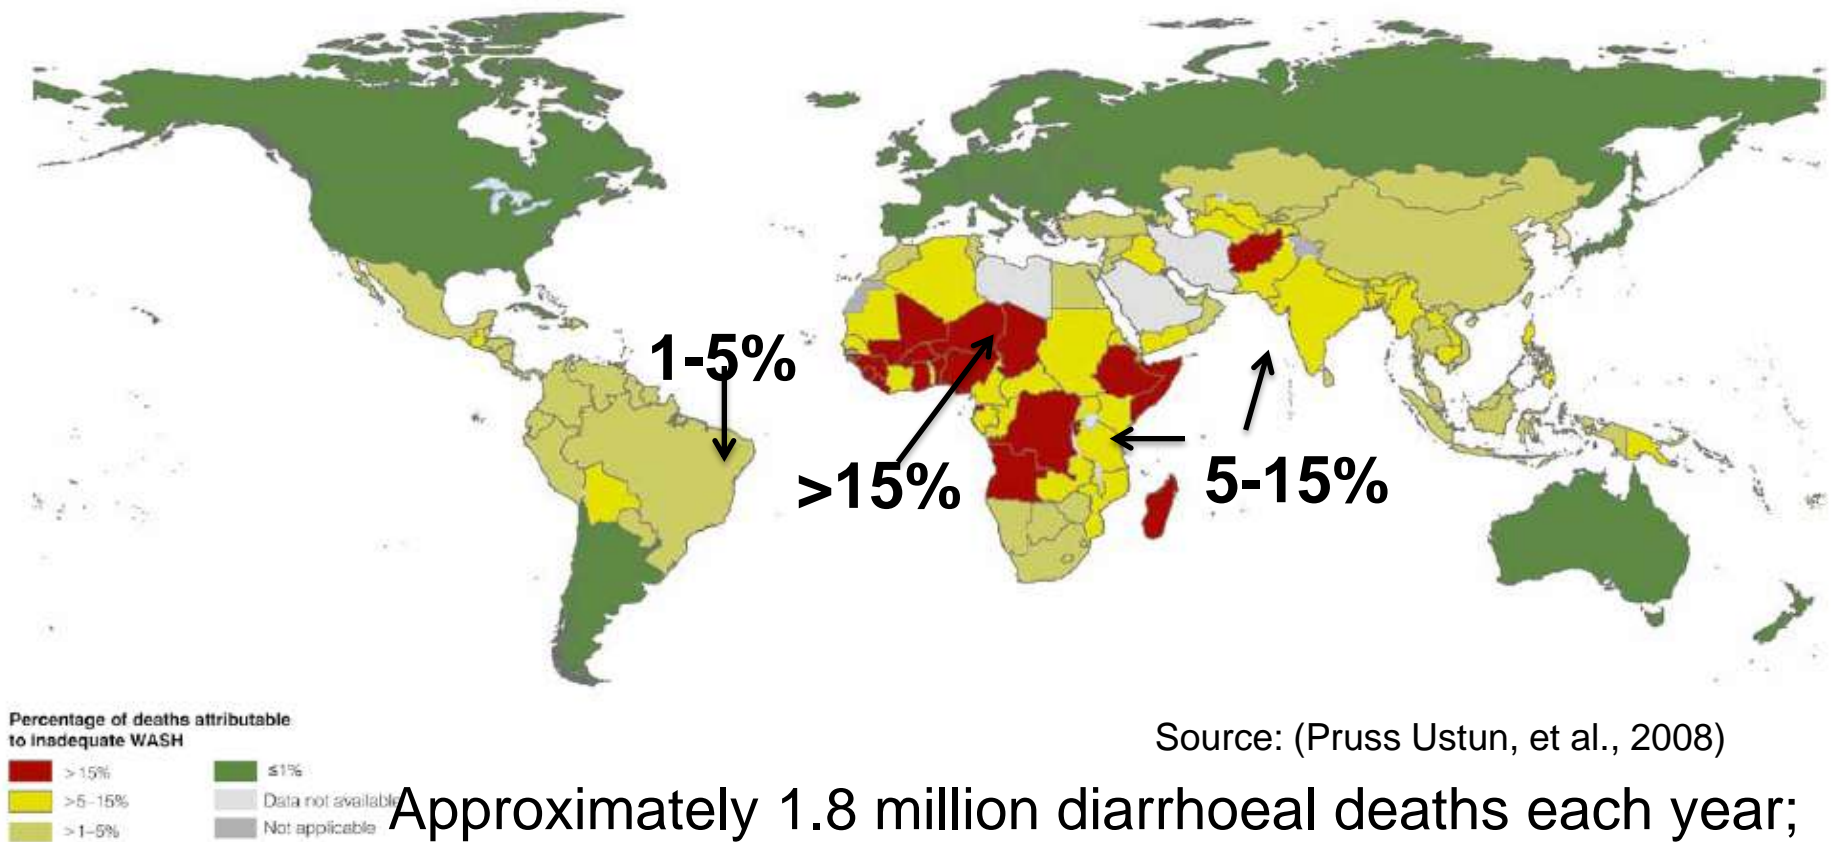 1-5%
>15%
5-15%
Percentage of deaths attributable
to inadequate WASH
>15%
>5-15%
>1-5%
≤1%
Data not available
Not applicable
Source: (Pruss Ustun, et al., 2008)
Approximately 1.8 million diarrhoeal deaths each year;